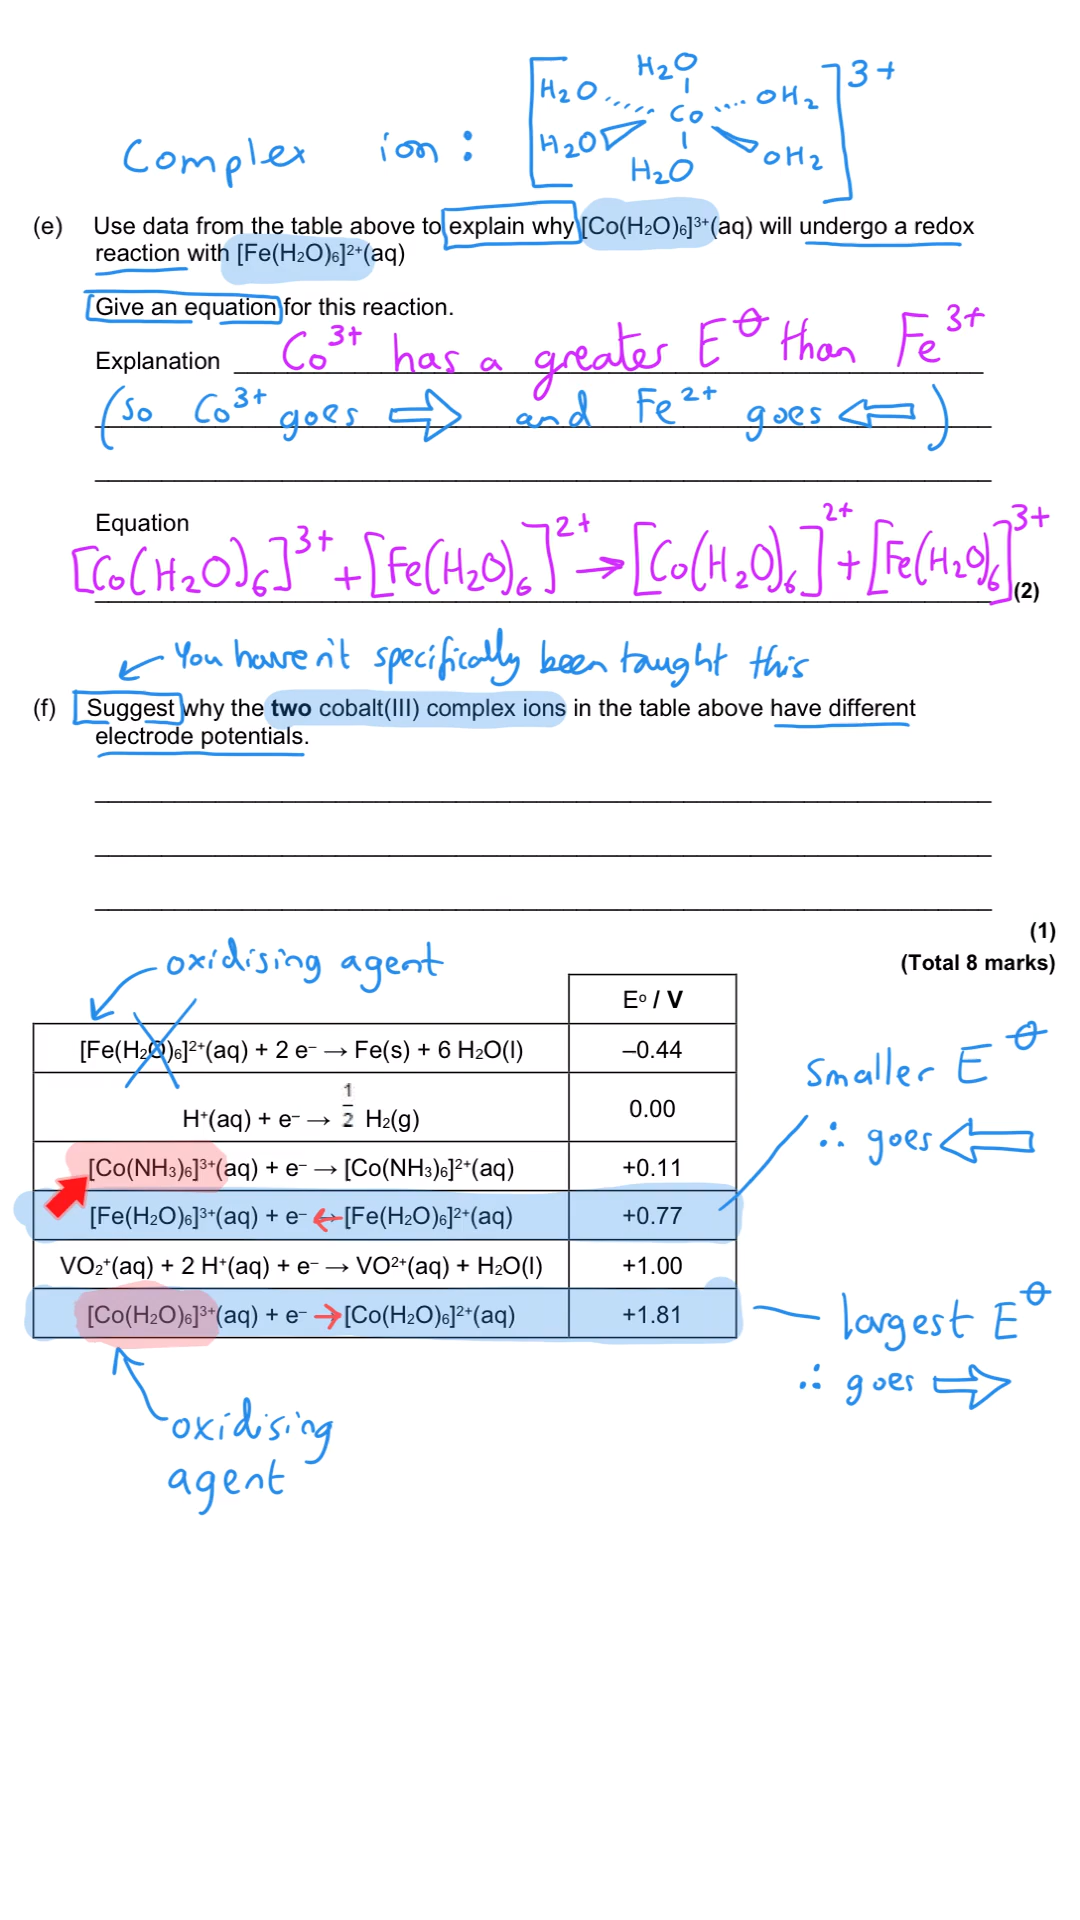 Complex ion: [H₂O H₂O H₂O Co OH₂ OH₂ H₂O]³⁺
(e) Use data from the table above to explain why [Co(H₂O)₆]³⁺(aq) will undergo a redox
reaction with [Fe(H₂O)₆]²⁺(aq)
Give an equation for this reaction.
Explanation Co³⁺ has a greater E⦵ than Fe³⁺
(so Co³⁺ goes ⇨ and Fe²⁺ goes ⇦)
Equation
[Co(H₂O)₆]³⁺ + [Fe(H₂O)₆]²⁺ → [Co(H₂O)₆]²⁺ + [Fe(H₂O)₆]³⁺
(2)
You haven't specifically been taught this
(f) Suggest why the two cobalt(III) complex ions in the table above have different
electrode potentials.
(1)
(Total 8 marks)
oxidising agent
Eº / V
[Fe(H₂O)₆]²⁺(aq) + 2 e⁻ → Fe(s) + 6 H₂O(l) –0.44
H⁺(aq) + e⁻ → 1/2 H₂(g) 0.00
[Co(NH₃)₆]³⁺(aq) + e⁻ → [Co(NH₃)₆]²⁺(aq) +0.11
[Fe(H₂O)₆]³⁺(aq) + e⁻ ← [Fe(H₂O)₆]²⁺(aq) +0.77
VO₂⁺(aq) + 2 H⁺(aq) + e⁻ → VO²⁺(aq) + H₂O(l) +1.00
[Co(H₂O)₆]³⁺(aq) + e⁻ → [Co(H₂O)₆]²⁺(aq) +1.81
smaller E⦵
∴ goes ⇦
largest E⦵
∴ goes ⇨
oxidising
agent